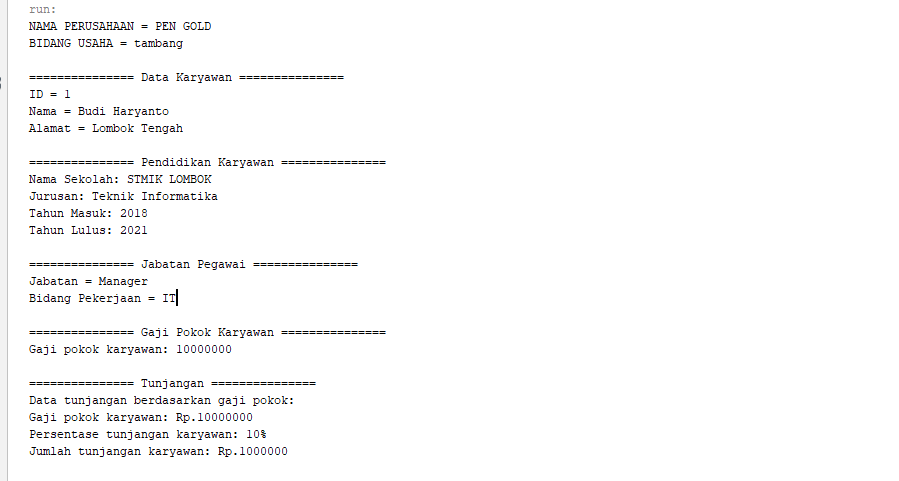 run:
NAMA PERUSAHAAN = PEN GOLD
BIDANG USAHA = tambang
=============== Data Karyawan ===============
ID = 1
Nama = Budi Haryanto
Alamat = Lombok Tengah
=============== Pendidikan Karyawan ===============
Nama Sekolah: STMIK LOMBOK
Jurusan: Teknik Informatika
Tahun Masuk: 2018
Tahun Lulus: 2021
=============== Jabatan Pegawai ===============
Jabatan = Manager
Bidang Pekerjaan = IT
=============== Gaji Pokok Karyawan ===============
Gaji pokok karyawan: 10000000
=============== Tunjangan ===============
Data tunjangan berdasarkan gaji pokok:
Gaji pokok karyawan: Rp.10000000
Persentase tunjangan karyawan: 10%
Jumlah tunjangan karyawan: Rp.1000000